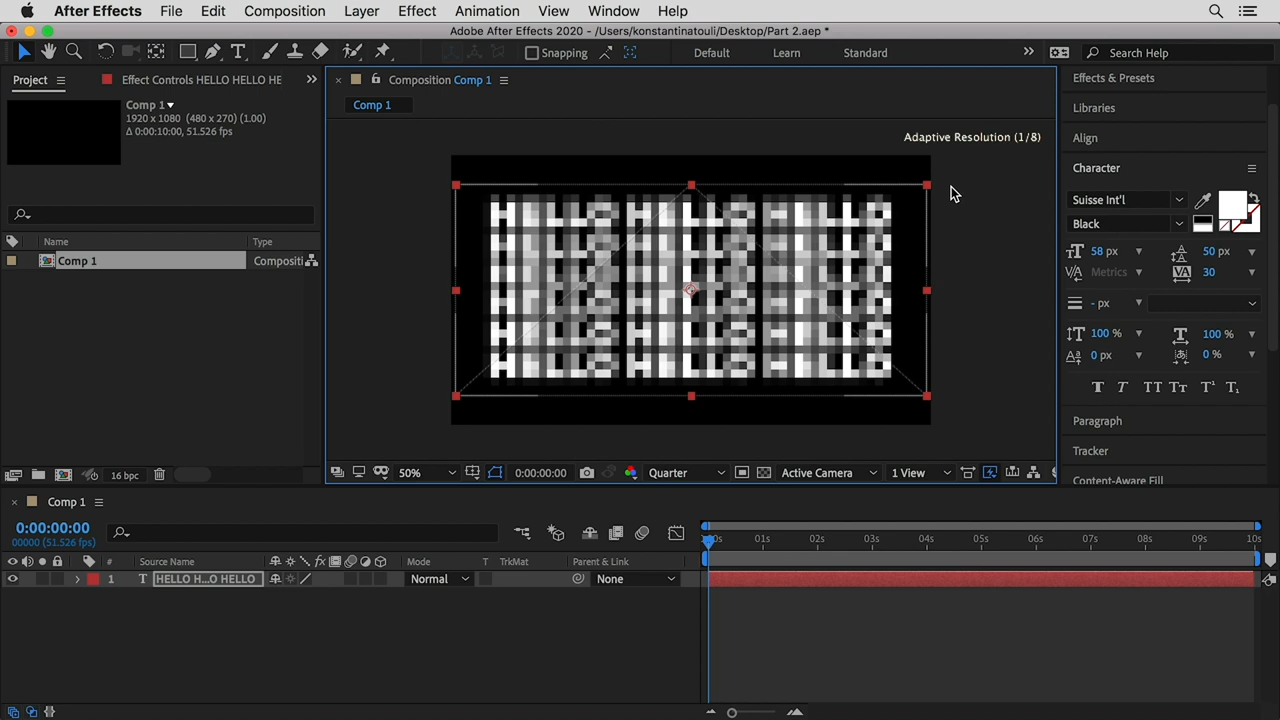 After Effects File Edit Composition Layer Effect Animation View Window Help
Adobe After Effects 2020 - /Users/konstantinatouli/Desktop/Part 2.aep *
Snapping Default Learn Standard Search Help
Project Effect Controls HELLO HELLO HE
Composition Comp 1
Comp 1
Comp 1
1920 x 1080 (480 x 270) (1.00)
Δ 0:00:10:00, 51.526 fps
Adaptive Resolution (1/8)
Name Type
Comp 1 Compositi
16 bpc
50% 0:00:00:00 Quarter Active Camera 1 View
Effects & Presets
Libraries
Align
Character
Suisse Int'l
Black
58 px 50 px
Metrics 30
- px
100 % 100 %
0 px 0 %
T T TT Tт T¹ T₁
Paragraph
Tracker
Content-Aware Fill
Comp 1
0:00:00:00
00000 (51.526 fps)
# Source Name Mode T TrkMat Parent & Link
1 T HELLO H...O HELLO Normal None
01s 02s 03s 04s 05s 06s 07s 08s 09s 10s